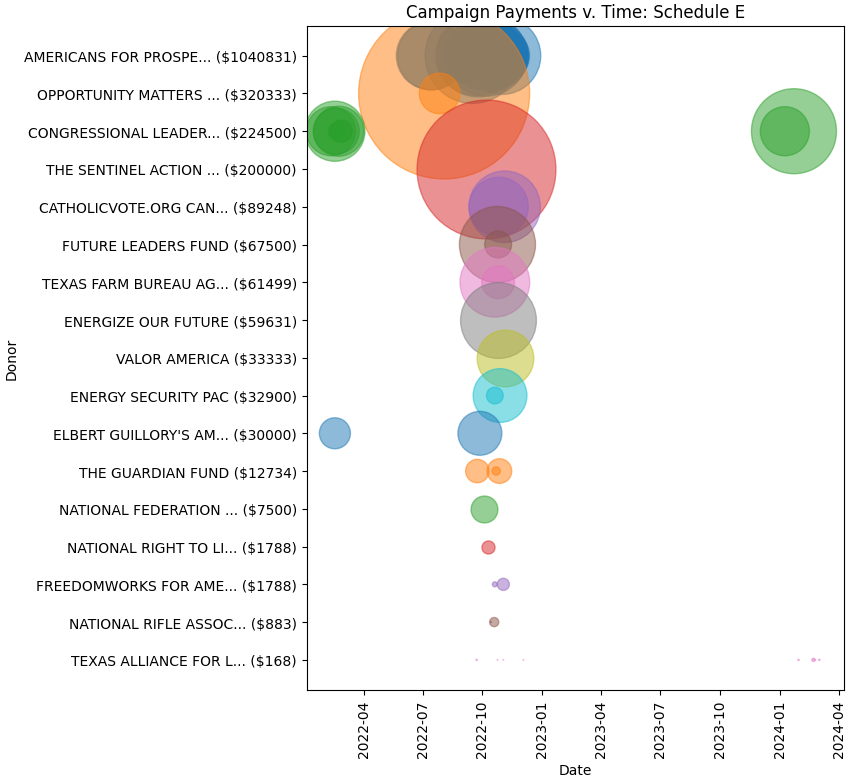 Campaign Payments v. Time: Schedule E
AMERICANS FOR PROSPE... ($1040831)
OPPORTUNITY MATTERS ... ($320333)
CONGRESSIONAL LEADER... ($224500)
THE SENTINEL ACTION ... ($200000)
CATHOLICVOTE.ORG CAN... ($89248)
FUTURE LEADERS FUND ($67500)
TEXAS FARM BUREAU AG... ($61499)
ENERGIZE OUR FUTURE ($59631)
VALOR AMERICA ($33333)
ENERGY SECURITY PAC ($32900)
ELBERT GUILLORY'S AM... ($30000)
THE GUARDIAN FUND ($12734)
NATIONAL FEDERATION ... ($7500)
NATIONAL RIGHT TO LI... ($1788)
FREEDOMWORKS FOR AME... ($1788)
NATIONAL RIFLE ASSOC... ($883)
TEXAS ALLIANCE FOR L... ($168)
Donor
2022-04
2022-07
2022-10
2023-01
2023-04
2023-07
2023-10
2024-01
2024-04
Date